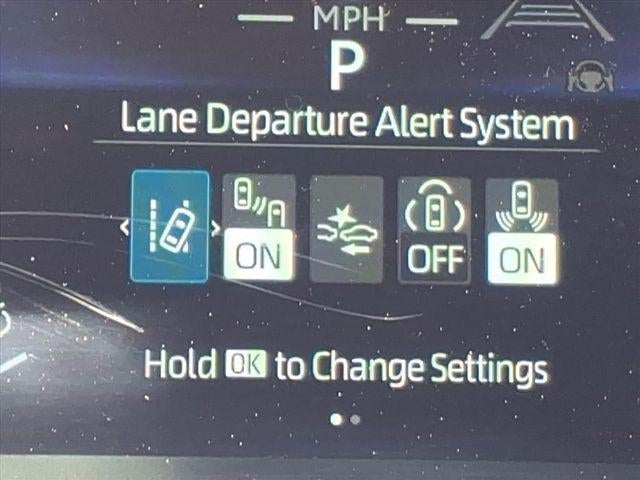 MPH
P
Lane Departure Alert System
ON OFF ON
Hold OK to Change Settings